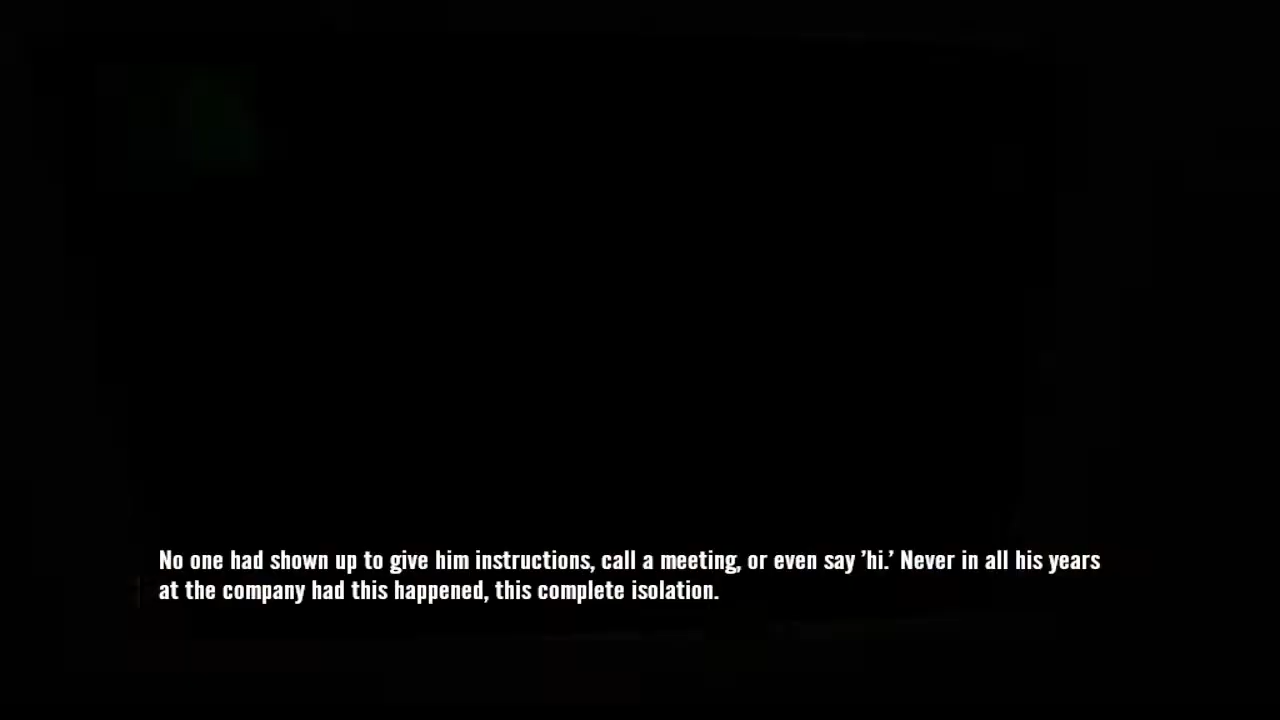 No one had shown up to give him instructions, call a meeting, or even say ’hi.’ Never in all his years
at the company had this happened, this complete isolation.